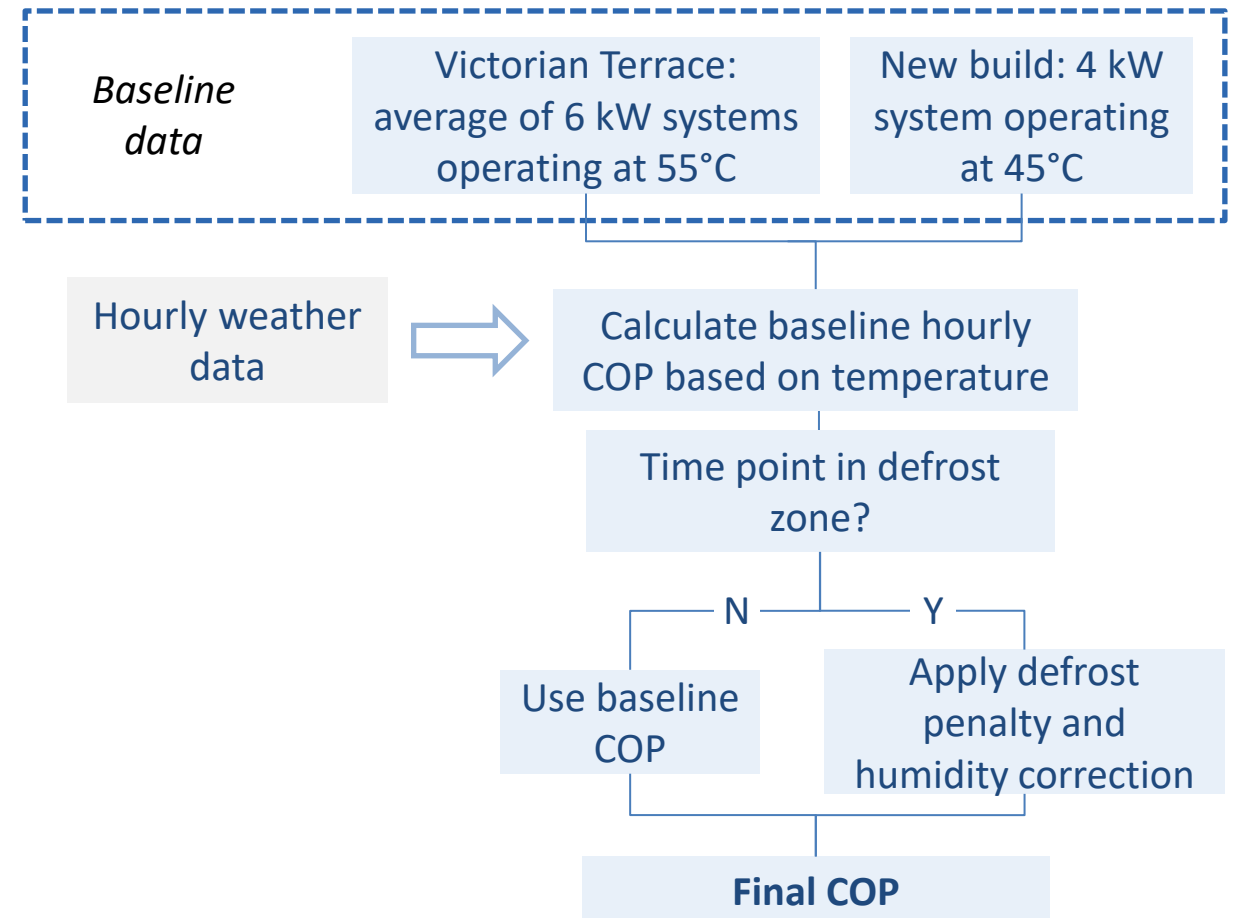 Baseline
data
Victorian Terrace:
average of 6 kW systems
operating at 55°C
New build: 4 kW
system operating
at 45°C
Hourly weather
data
Calculate baseline hourly
COP based on temperature
Time point in defrost
zone?
N
Y
Use baseline
COP
Apply defrost
penalty and
humidity correction
Final COP